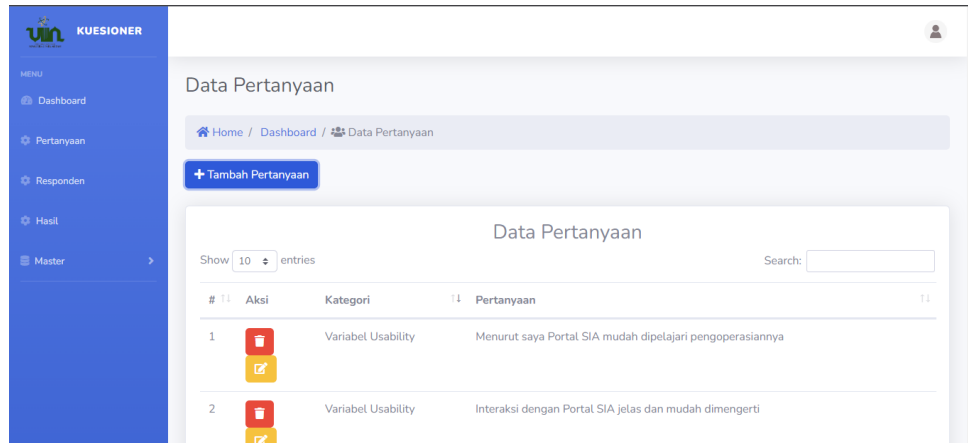 uin
KUESIONER
MENU
Dashboard
Pertanyaan
Responden
Hasil
Master
Data Pertanyaan
Home / Dashboard / Data Pertanyaan
+ Tambah Pertanyaan
Data Pertanyaan
Show 10 entries
Search:
# Aksi Kategori Pertanyaan
1 Variabel Usability Menurut saya Portal SIA mudah dipelajari pengoperasiannya
2 Variabel Usability Interaksi dengan Portal SIA jelas dan mudah dimengerti